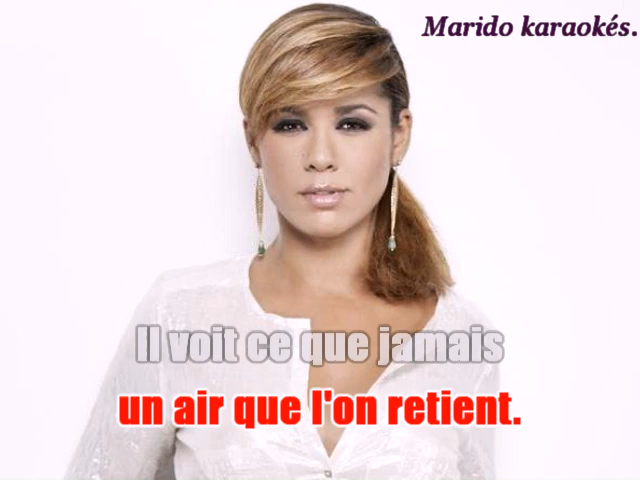 Marido karaokés.
Il voit ce que jamais
un air que l'on retient.